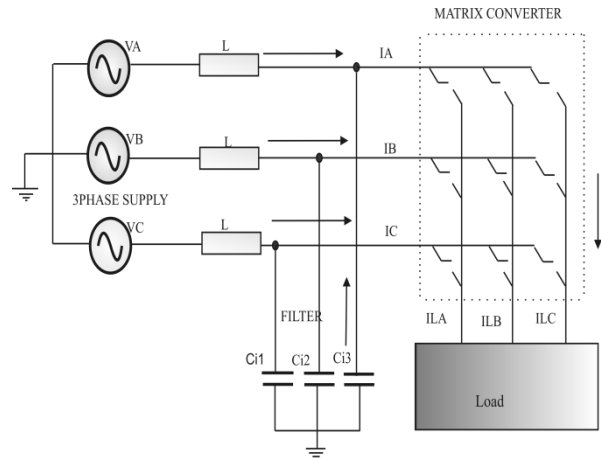 MATRIX CONVERTER
VA
L
IA
VB
L
IB
3PHASE SUPPLY
VC
L
IC
FILTER
ILA ILB ILC
Ci1 Ci2 Ci3
Load